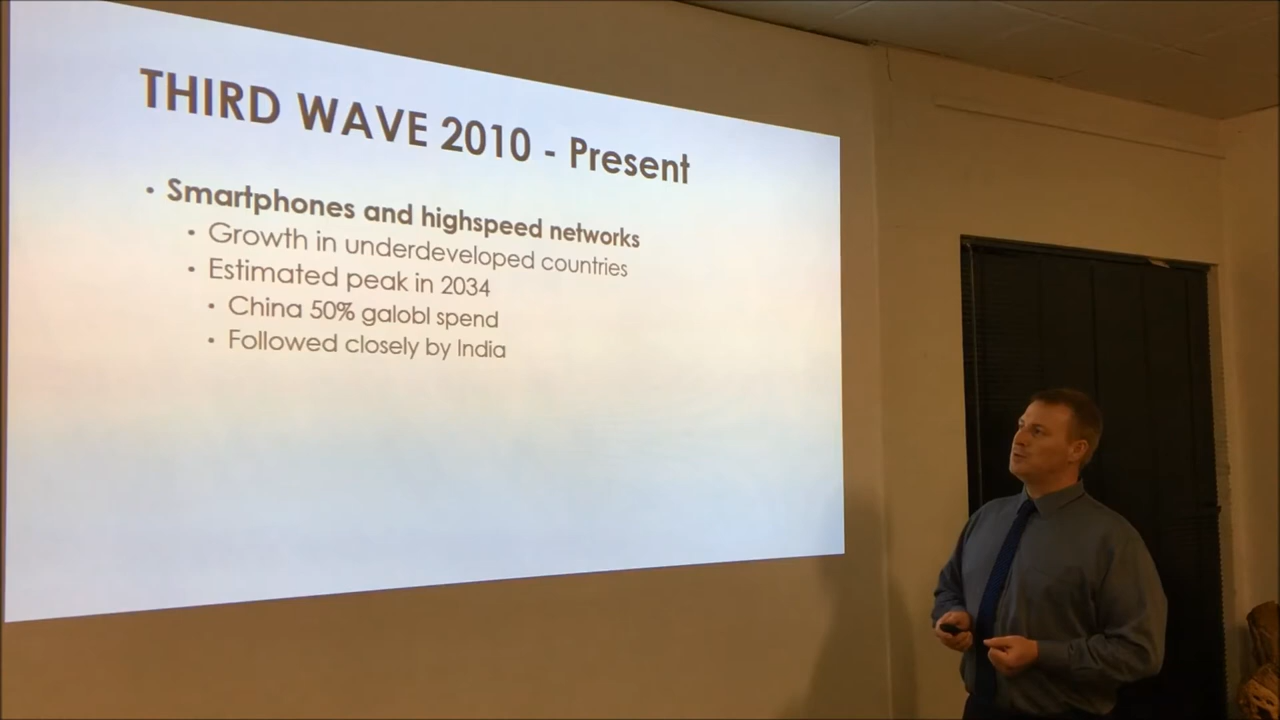 THIRD WAVE 2010 - Present
• Smartphones and highspeed networks
• Growth in underdeveloped countries
• Estimated peak in 2034
• China 50% galobl spend
• Followed closely by India